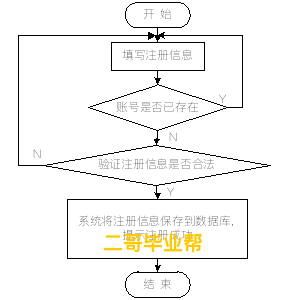 开 始
填写注册信息
账号是否已存在
Y
N
验证注册信息是否合法
N
Y
系统将注册信息保存到数据库，
提示注册成功
二哥毕业帮
结 束